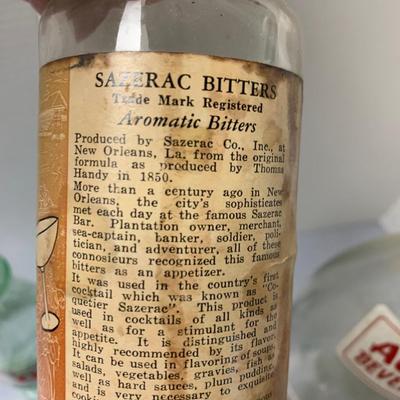 SAZERAC BITTERS
Trade Mark Registered
Aromatic Bitters
Produced by Sazerac Co., Inc., at
New Orleans, La. from the original
formula as produced by Thomas
Handy in 1850.
More than a century ago in New
Orleans, the city's sophisticates
met each day at the famous Sazerac
Bar. Plantation owner, merchant,
sea-captain, banker, soldier, poli-
tician, and adventurer, all of these
connosieurs recognized this famous
bitters as an appetizer.
It was used in the country's first
cocktail which was known as "Co-
quetier Sazerac". This product is
used in cocktails of all kinds as
well as for a stimulant for the
appetite. It is distinguished and
highly recommended by its flavor.
It can be used in flavoring of soups,
salads, vegetables, gravies, fish as
well as hard sauces, plum pudding,
and is very necessary to exquisite